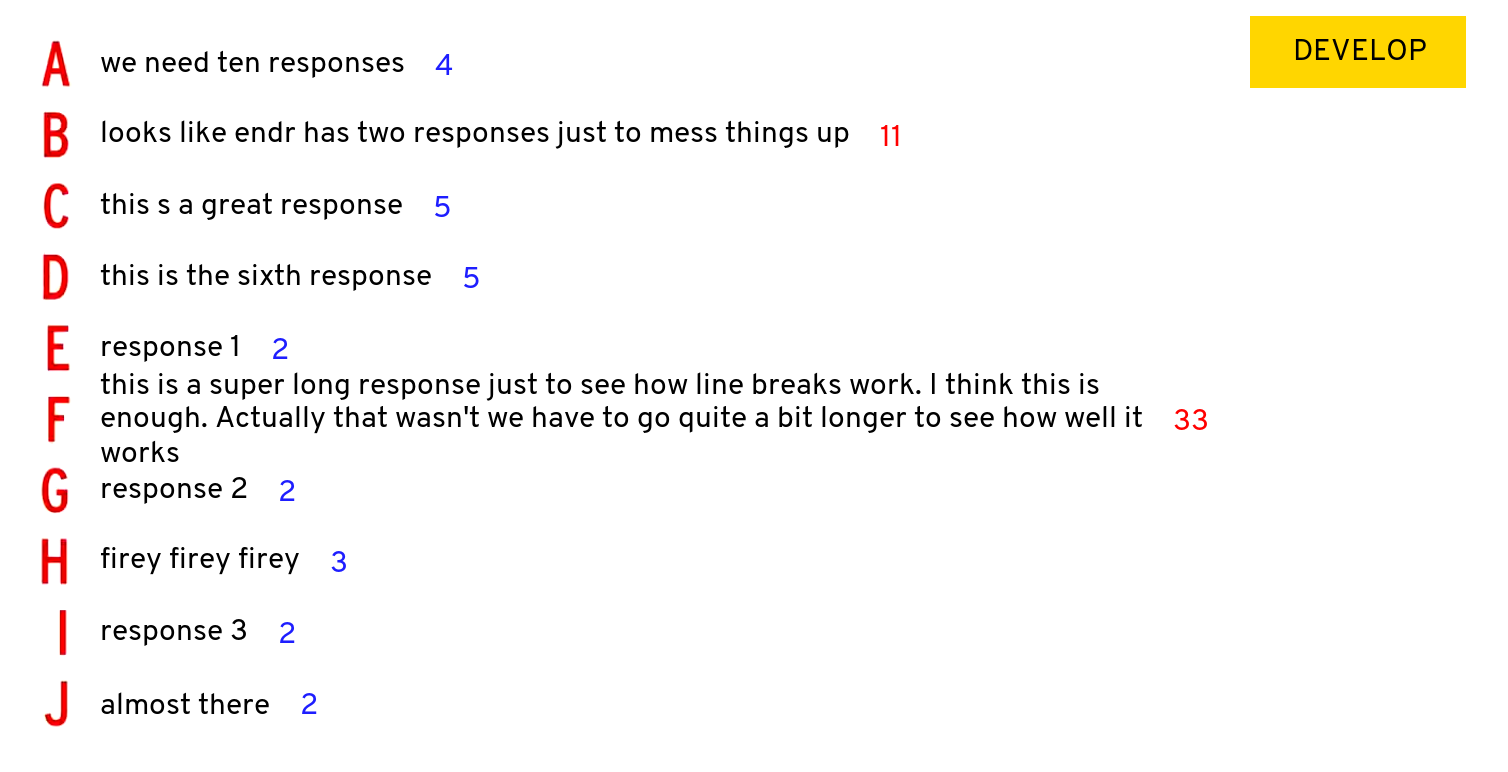 DEVELOP
A we need ten responses 4
B looks like endr has two responses just to mess things up 11
C this s a great response 5
D this is the sixth response 5
E response 1 2
this is a super long response just to see how line breaks work. I think this is
F enough. Actually that wasn't we have to go quite a bit longer to see how well it 33
works
G response 2 2
H firey firey firey 3
I response 3 2
J almost there 2